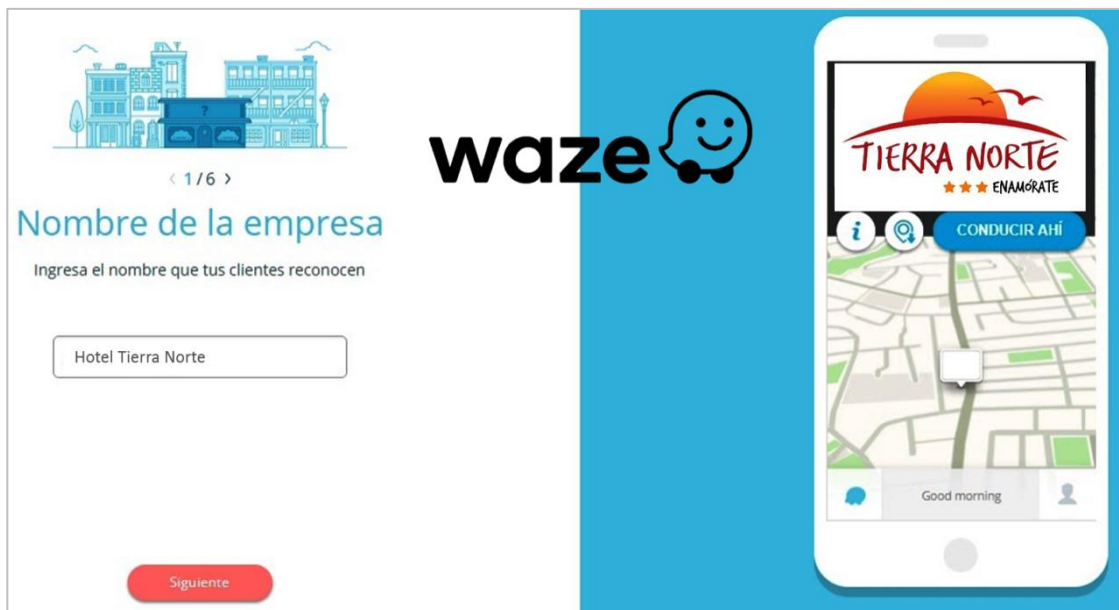 ?
< 1/6 >
Nombre de la empresa
Ingresa el nombre que tus clientes reconocen
Hotel Tierra Norte
Siguiente
waze
TIERRA NORTE
ENAMÓRATE
i
CONDUCIR AHÍ
Good morning